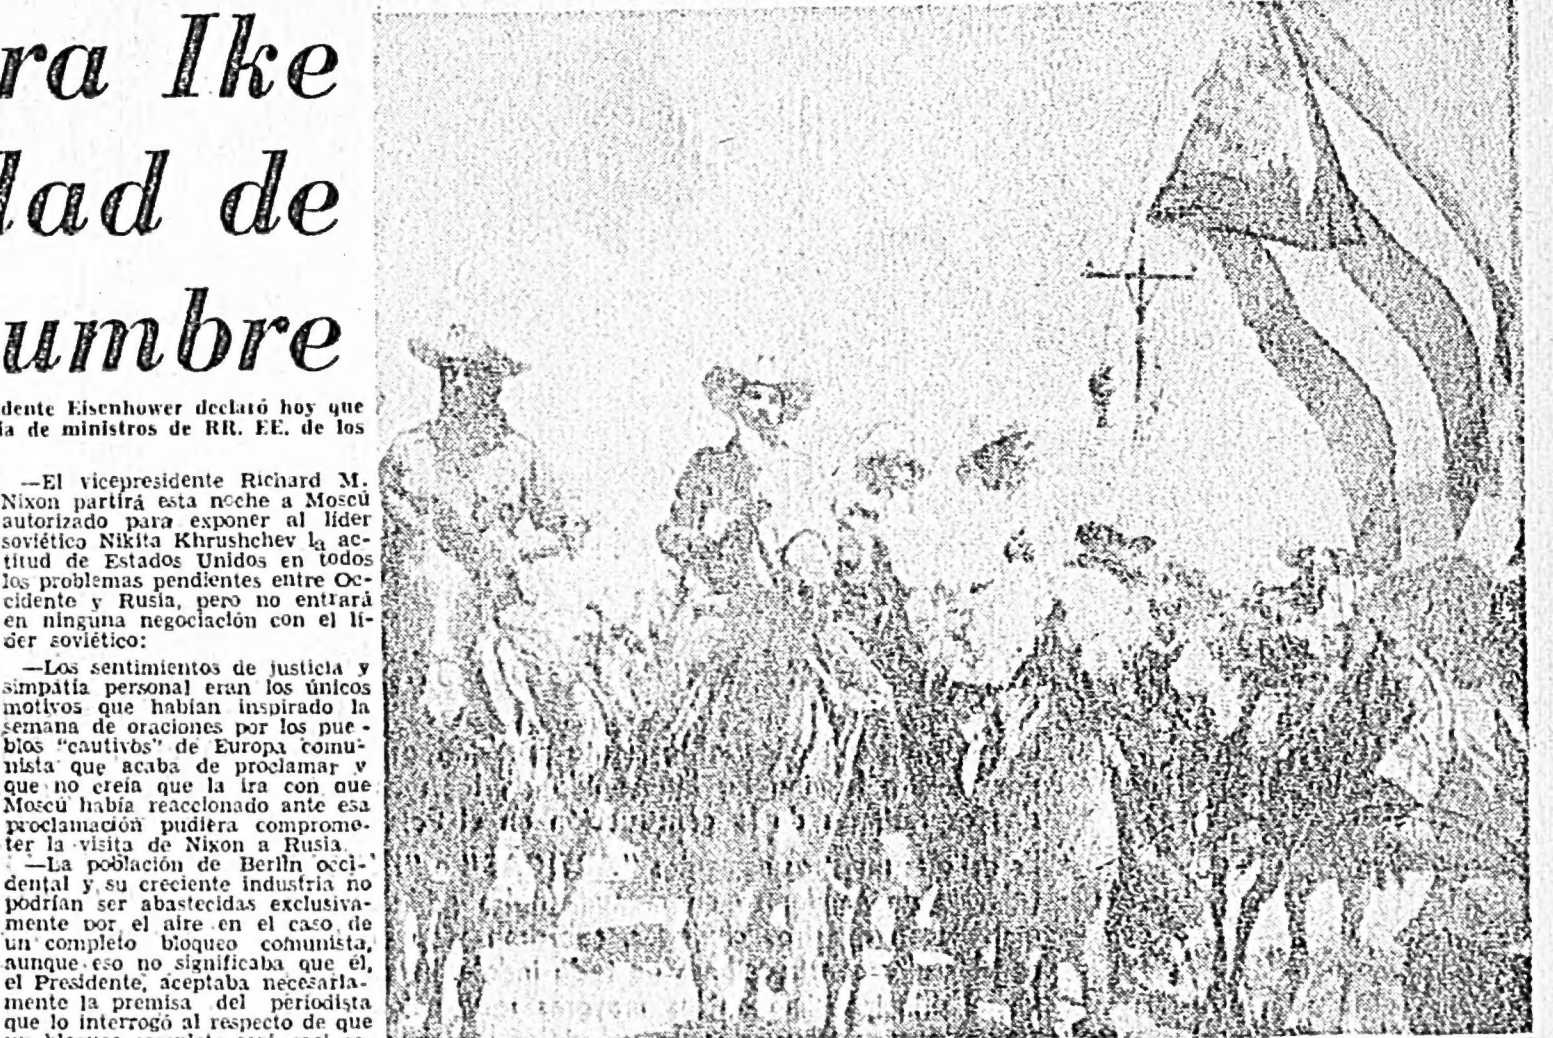 ra Ike
dad de
umbre
dente Eisenhower declaró hoy que
ia de ministros de RR. EE. de los
—El vicepresidente Richard M.
Nixon partirá esta noche a Moscú
autorizado para exponer al líder
soviético Nikita Khrushchev la ac-
titud de Estados Unidos en todos
los problemas pendientes entre Oc-
cidente y Rusia, pero no entrará
en ninguna negociación con el lí-
der soviético:
—Los sentimientos de justicia y
simpatía personal eran los únicos
motivos que habían inspirado la
semana de oraciones por los pue-
blos "cautivos" de Europa comu-
nista que acaba de proclamar y
que no creía que la ira con que
Moscú había reaccionado ante esa
proclamación pudiera comprome-
ter la visita de Nixon a Rusia.
—La población de Berlín occi-
dental y su creciente industria no
podrían ser abastecidas exclusiva-
mente por el aire en el caso de
un completo bloqueo comunista,
aunque eso no significaba que él,
el Presidente, aceptaba necesaria-
mente la premisa del periodista
que lo interrogó al respecto de que